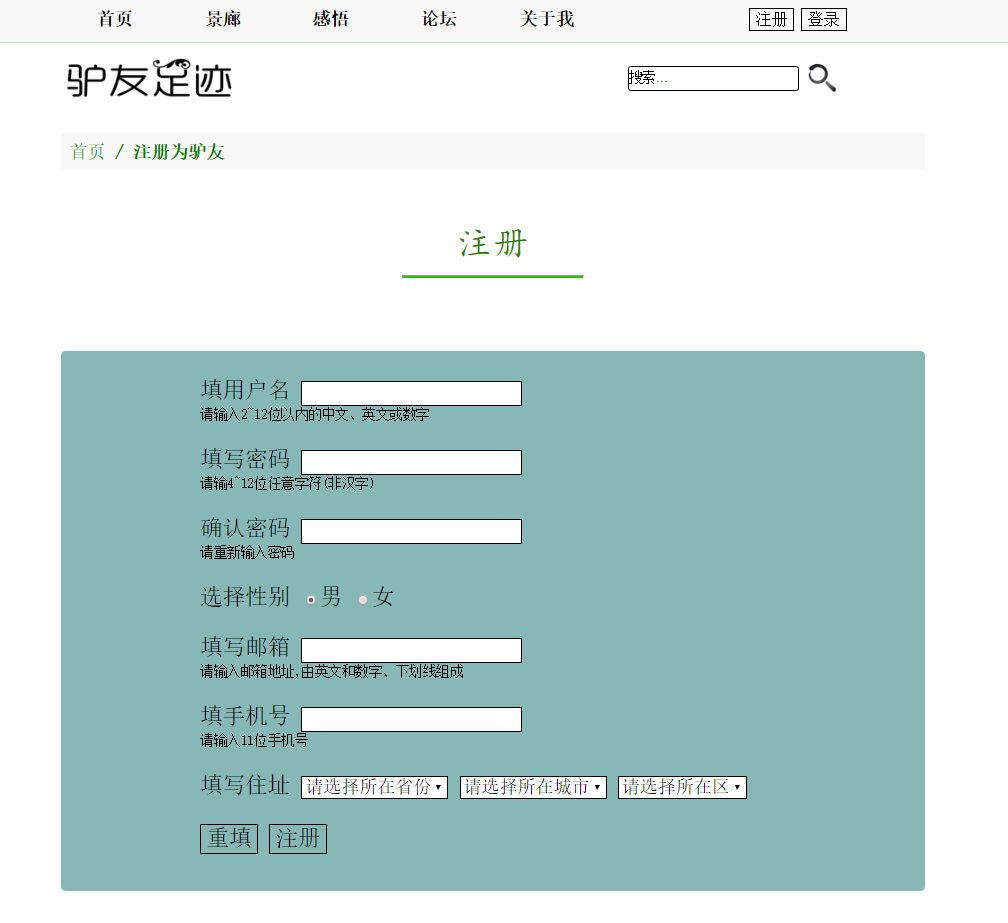 首页 景廊 感悟 论坛 关于我 注册 登录
驴友足迹 搜索...
首页 / 注册为驴友
注册
填用户名
请输入2~12位以内的中文、英文或数字
填写密码
请输4~12位任意字符(非汉字)
确认密码
请重新输入密码
选择性别 男 女
填写邮箱
请输入邮箱地址,由英文和数字、下划线组成
填手机号
请输入11位手机号
填写住址 请选择所在省份 请选择所在城市 请选择所在区
重填 注册